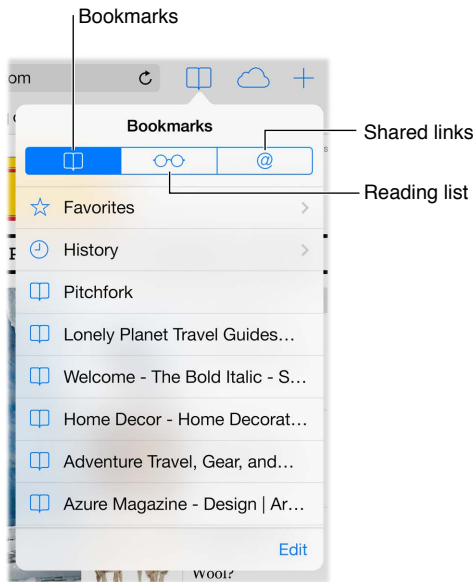 Bookmarks
om
Bookmarks
Shared links
@
Reading list
Favorites
History
Pitchfork
Lonely Planet Travel Guides…
Welcome - The Bold Italic - S…
Home Decor - Home Decorat…
Adventure Travel, Gear, and…
Azure Magazine - Design | Ar…
Edit
Wool?